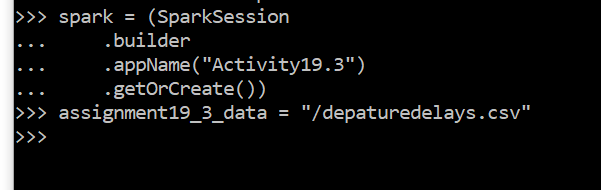 >>> spark = (SparkSession
...     .builder
...     .appName("Activity19.3")
...     .getOrCreate())
>>> assignment19_3_data = "/depaturedelays.csv"
>>>